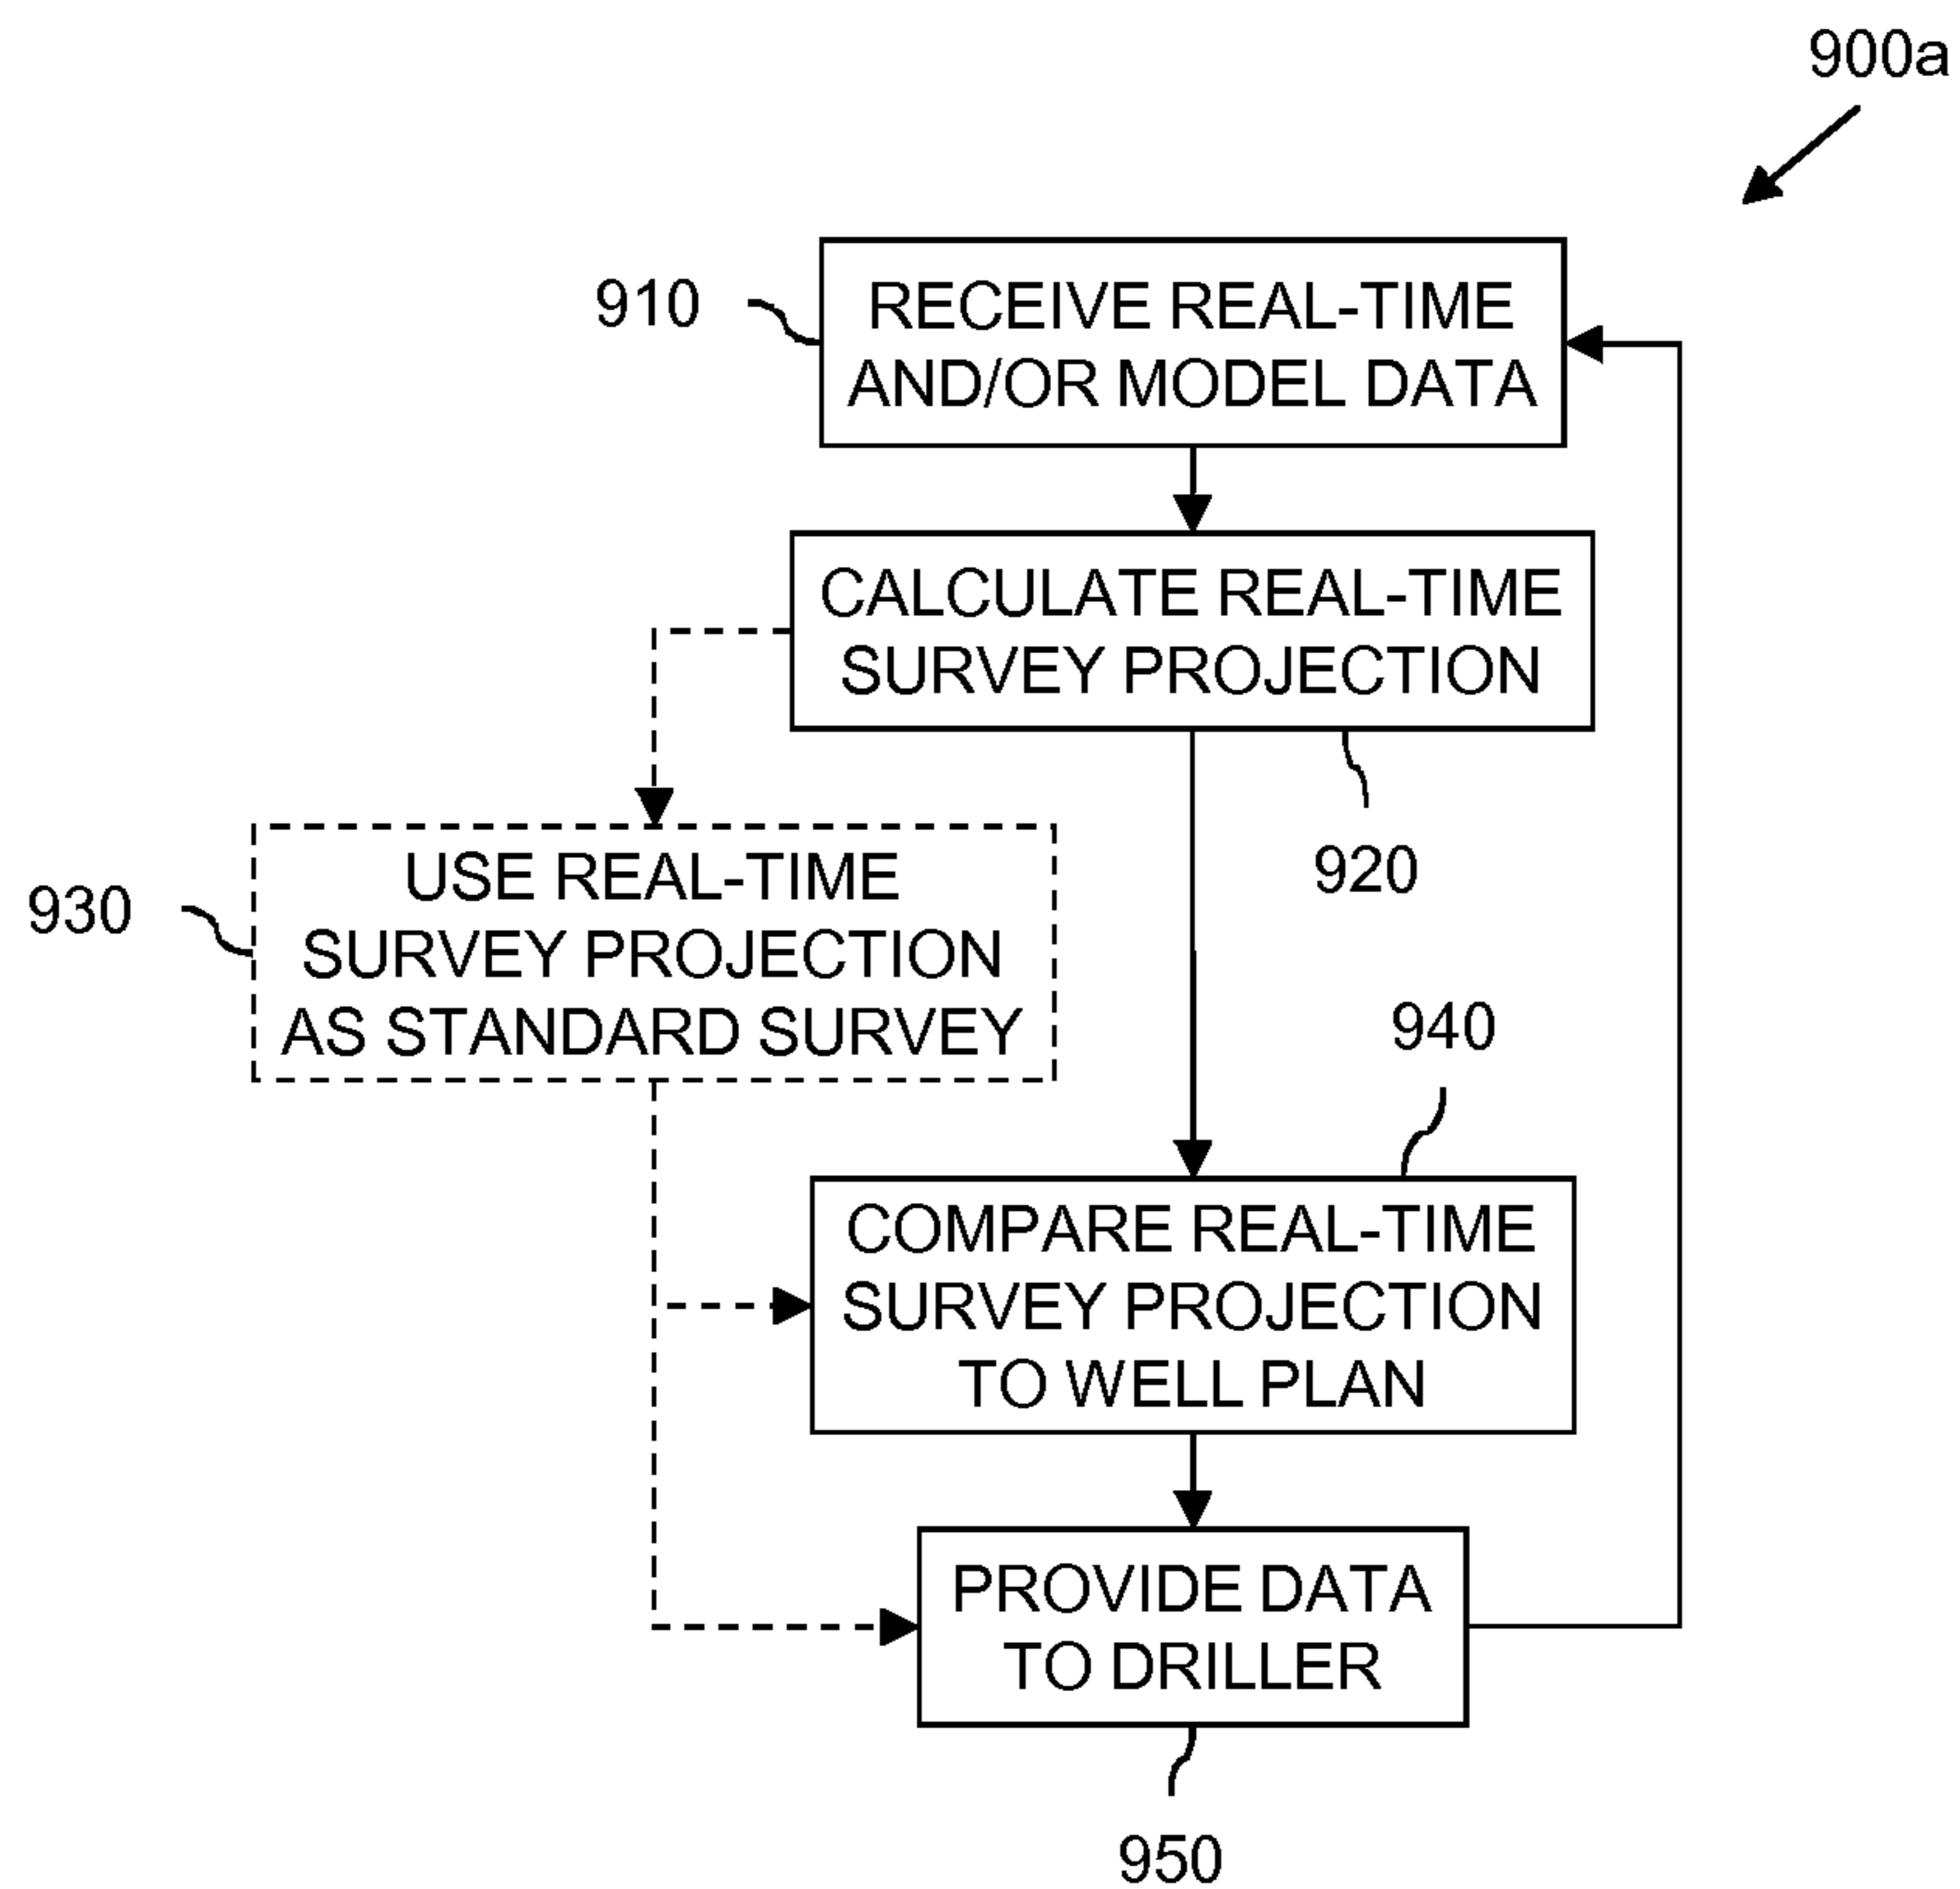 900a
910
RECEIVE REAL-TIME
AND/OR MODEL DATA
CALCULATE REAL-TIME
SURVEY PROJECTION
920
930
USE REAL-TIME
SURVEY PROJECTION
AS STANDARD SURVEY
940
COMPARE REAL-TIME
SURVEY PROJECTION
TO WELL PLAN
PROVIDE DATA
TO DRILLER
950